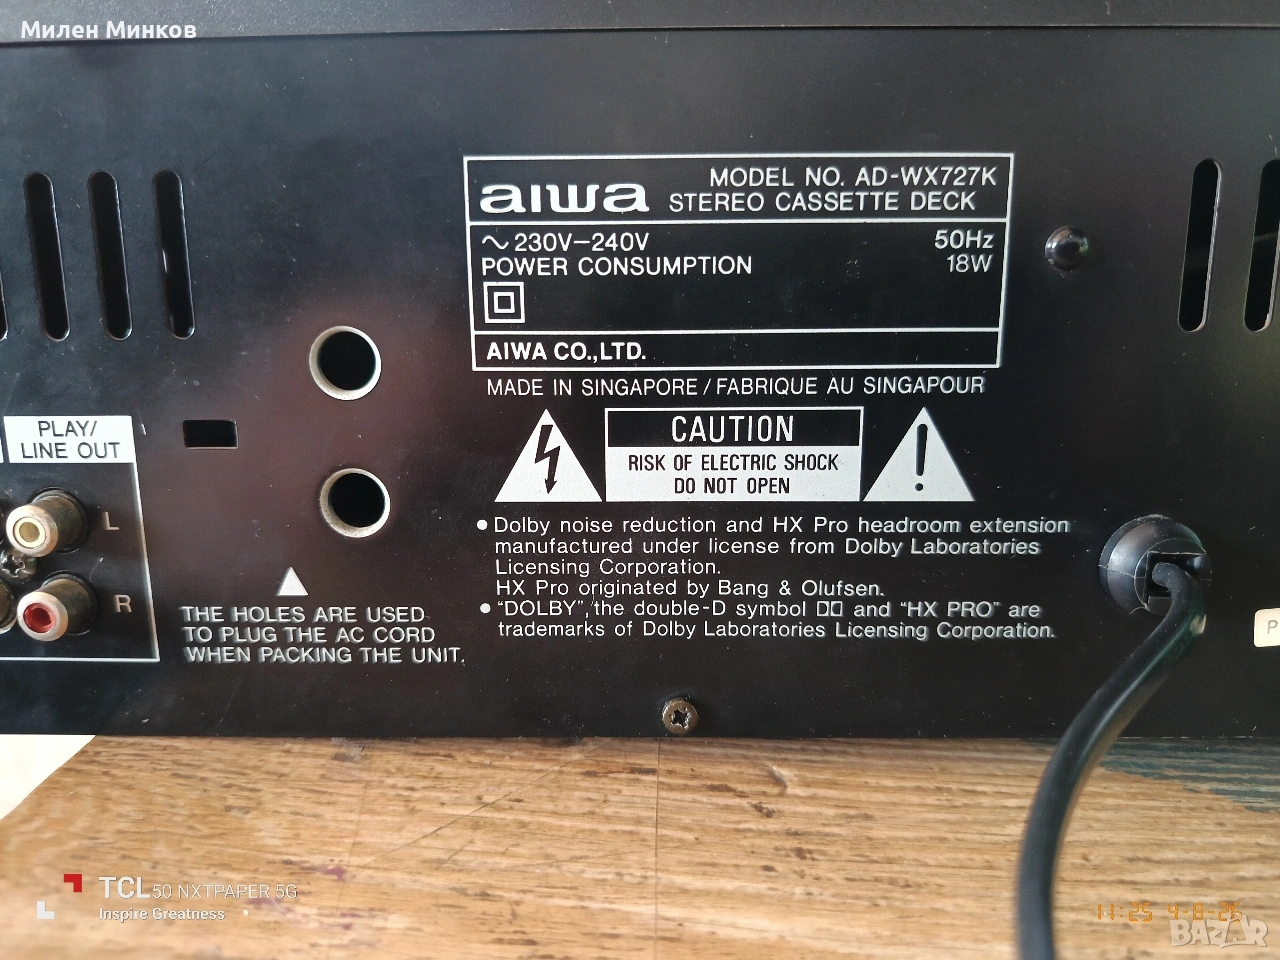 Милен Минков
aiwa
MODEL NO. AD-WX727K
STEREO CASSETTE DECK
~ 230V–240V 50Hz
POWER CONSUMPTION 18W
AIWA CO.,LTD.
MADE IN SINGAPORE / FABRIQUE AU SINGAPOUR
CAUTION
RISK OF ELECTRIC SHOCK
DO NOT OPEN
• Dolby noise reduction and HX Pro headroom extension
manufactured under license from Dolby Laboratories
Licensing Corporation.
HX Pro originated by Bang & Olufsen.
• "DOLBY", the double-D symbol and "HX PRO" are
trademarks of Dolby Laboratories Licensing Corporation.
PLAY/
LINE OUT
L
R
THE HOLES ARE USED
TO PLUG THE AC CORD
WHEN PACKING THE UNIT.
P
TCL 50 NXTPAPER 5G
Inspire Greatness
BAZAR